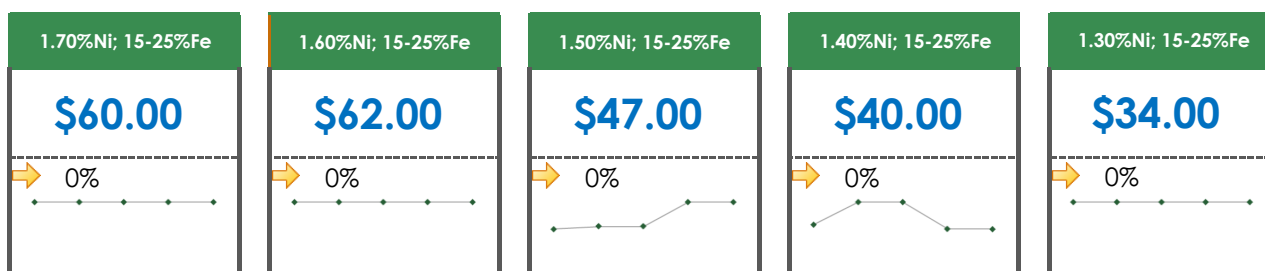 1.70%Ni; 15-25%Fe
$60.00
0%
1.60%Ni; 15-25%Fe
$62.00
0%
1.50%Ni; 15-25%Fe
$47.00
0%
1.40%Ni; 15-25%Fe
$40.00
0%
1.30%Ni; 15-25%Fe
$34.00
0%